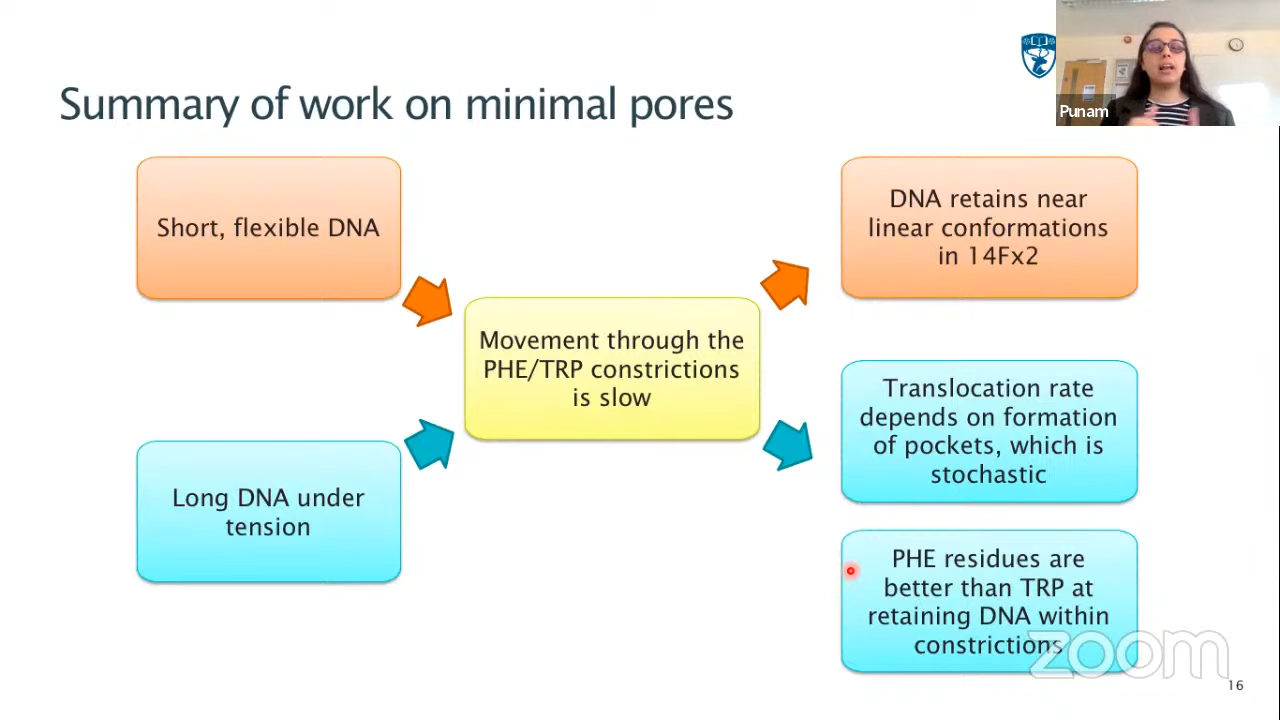 Summary of work on minimal pores
Punam
Short, flexible DNA
Long DNA under
tension
Movement through the
PHE/TRP constrictions
is slow
DNA retains near
linear conformations
in 14Fx2
Translocation rate
depends on formation
of pockets, which is
stochastic
PHE residues are
better than TRP at
retaining DNA within
constrictions
zoom
16